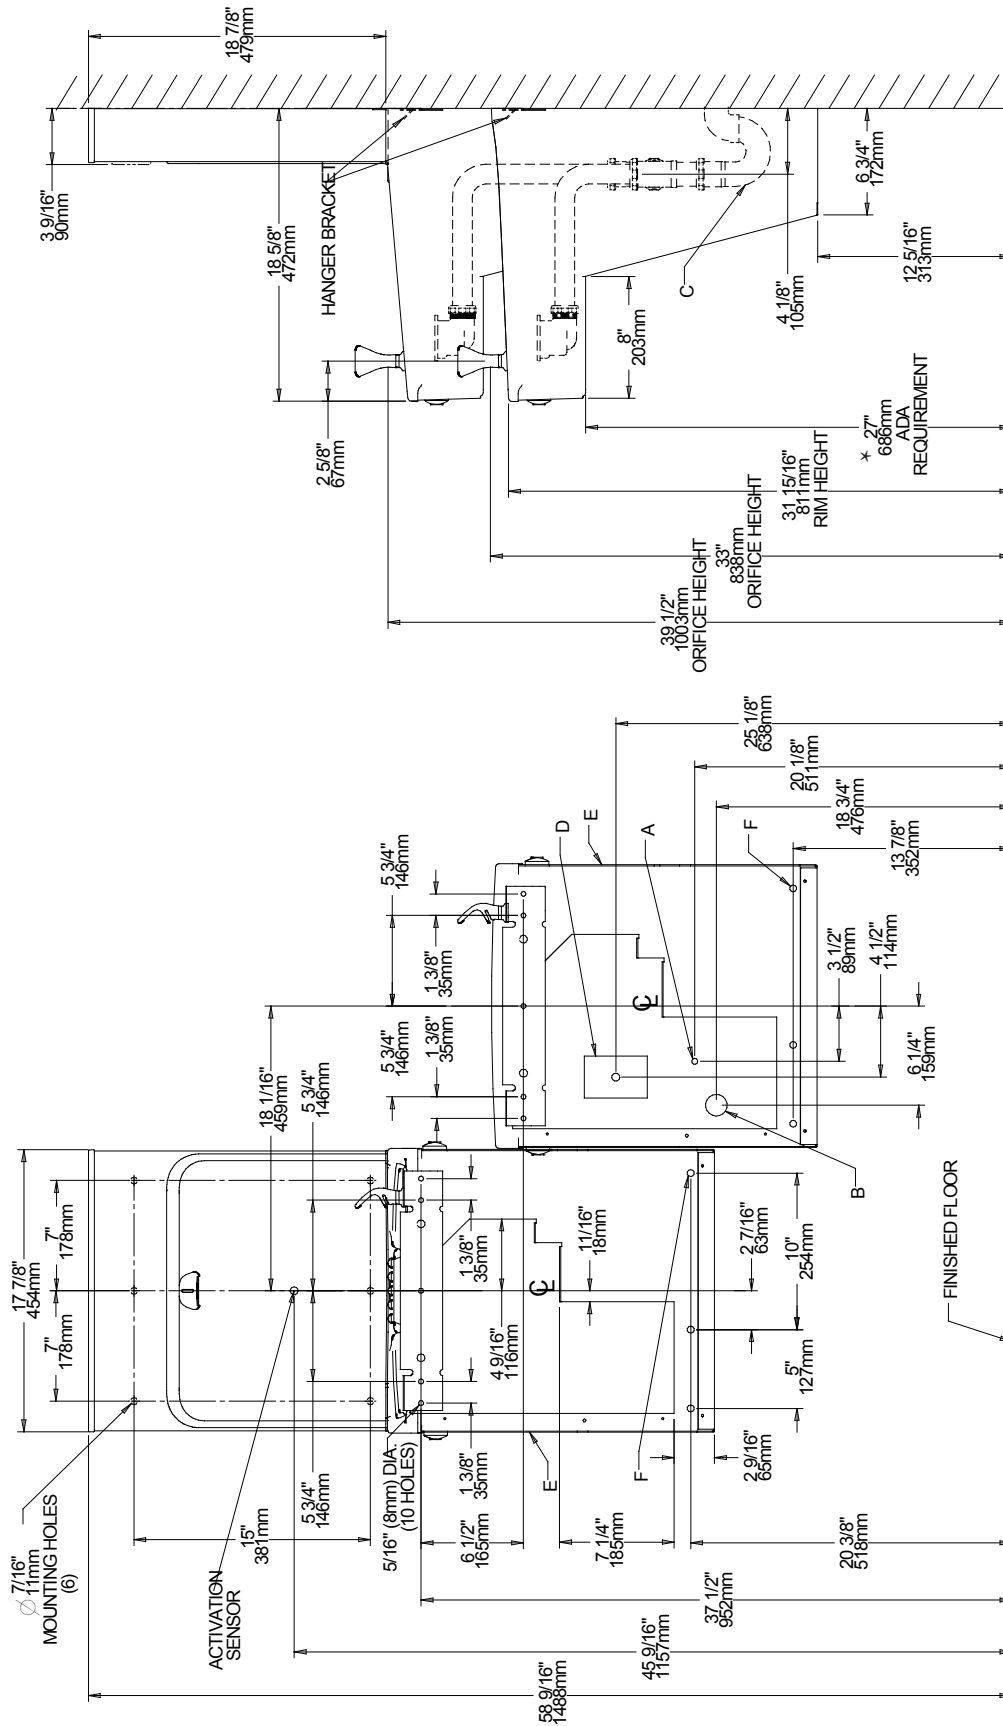 7/16"
11mm
MOUNTING HOLES
(6)
ACTIVATION
SENSOR
17 7/8"
454mm
7"
178mm
7"
178mm
15"
381mm
18 1/16"
459mm
5 3/4"
146mm
5 3/4"
146mm
5/16" (8mm) DIA.
(10 HOLES)
1 3/8"
35mm
1 3/8"
35mm
4 9/16"
116mm
11/16"
18mm
CL
6 1/2"
165mm
7 1/4"
185mm
E
F
2 9/16"
65mm
5"
127mm
10"
254mm
2 7/16"
63mm
20 3/8"
518mm
37 1/2"
952mm
45 9/16"
1157mm
58 9/16"
1488mm
FINISHED FLOOR
5 3/4"
146mm
5 3/4"
146mm
1 3/8"
35mm
1 3/8"
35mm
D
E
A
F
B
CL
3 1/2"
89mm
4 1/2"
114mm
6 1/4"
159mm
25 1/8"
638mm
20 1/8"
511mm
18 3/4"
476mm
13 7/8"
352mm
3 9/16"
90mm
18 7/8"
479mm
18 5/8"
472mm
HANGER BRACKET
2 5/8"
67mm
8"
203mm
C
4 1/8"
105mm
6 3/4"
172mm
12 5/16"
313mm
* 27"
686mm
ADA
REQUIREMENT
31 15/16"
811mm
RIM HEIGHT
33"
838mm
ORIFICE HEIGHT
39 1/2"
1003mm
ORIFICE HEIGHT